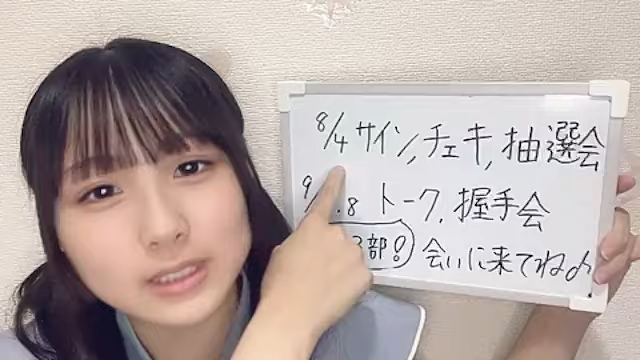 8/4 サイン,チェキ,抽選会
9/ .8 トーク,握手会
3部! 会いに来てね♪